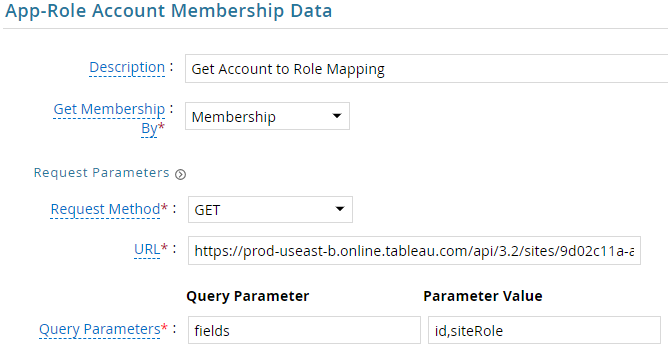 App-Role Account Membership Data
Description : Get Account to Role Mapping
Get Membership By* : Membership
Request Parameters
Request Method* : GET
URL* : https://prod-useast-b.online.tableau.com/api/3.2/sites/9d02c11a-a
Query Parameter Parameter Value
Query Parameters* : fields id,siteRole